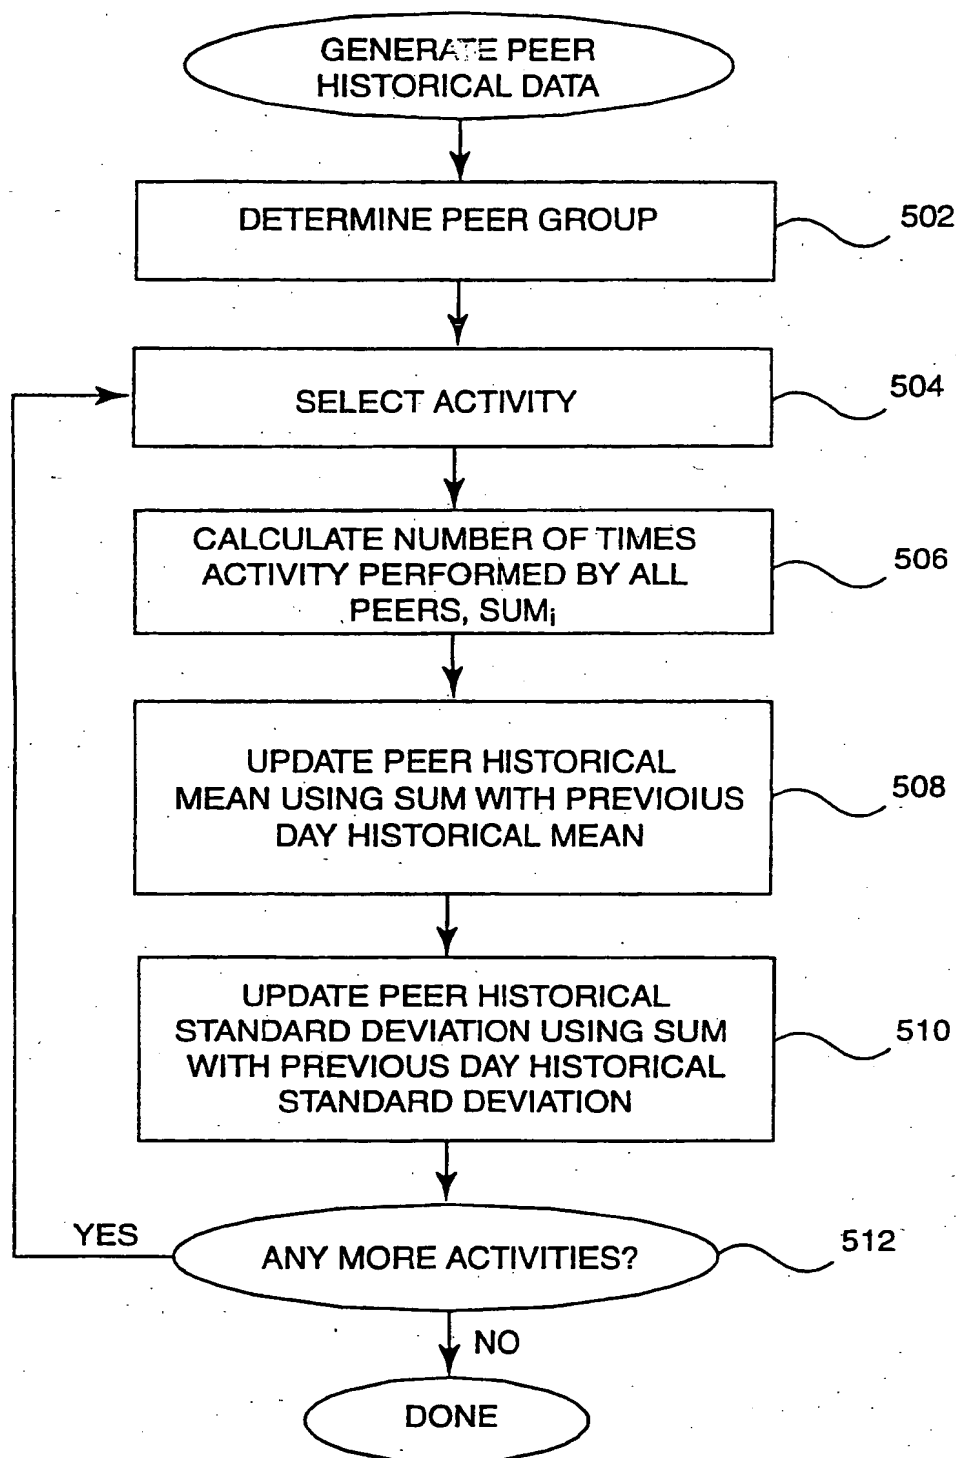 GENERATE PEER
HISTORICAL DATA
DETERMINE PEER GROUP
502
SELECT ACTIVITY
504
CALCULATE NUMBER OF TIMES
ACTIVITY PERFORMED BY ALL
PEERS, SUMi
506
UPDATE PEER HISTORICAL
MEAN USING SUM WITH PREVIOIUS
DAY HISTORICAL MEAN
508
UPDATE PEER HISTORICAL
STANDARD DEVIATION USING SUM
WITH PREVIOUS DAY HISTORICAL
STANDARD DEVIATION
510
YES
ANY MORE ACTIVITIES?
512
NO
DONE